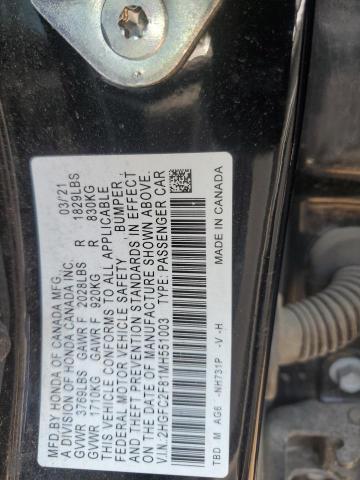 MFD.BY HONDA OF CANADA MFG., 03/'21
A DIVISION OF HONDA CANADA INC.
GVWR 3769LBS GAWR F 2028LBS R 1829LBS
GVWR 1710KG GAWR F 920KG R 830KG
THIS VEHICLE CONFORMS TO ALL APPLICABLE
FEDERAL MOTOR VEHICLE SAFETY BUMPER,
AND THEFT PREVENTION STANDARDS IN EFFECT
ON THE DATE OF MANUFACTURE SHOWN ABOVE.
V.I.N. 2HGFC2F81MH551003 TYPE: PASSENGER CAR
TBD M AG6 -NH731P -V -H MADE IN CANADA